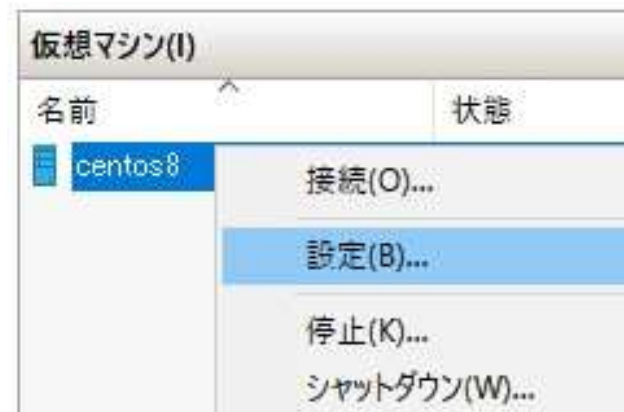 仮想マシン(I)
名前 状態
centos8
接続(O)...
設定(B)...
停止(K)...
シャットダウン(W)...